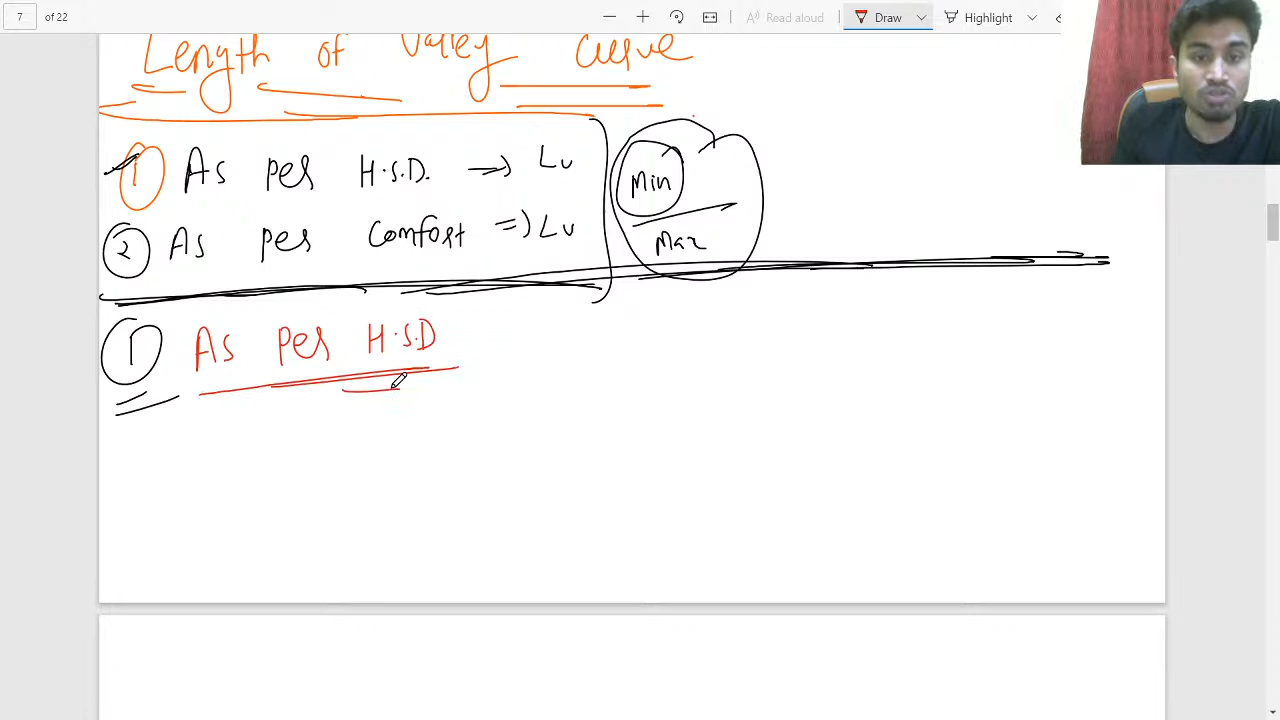 7 of 22
Read aloud
Draw
Highlight
Length of Valley Curve
1 As per H.S.D. → Lv
Min
2 As per Comfort => Lv
Max
1 As per H.S.D